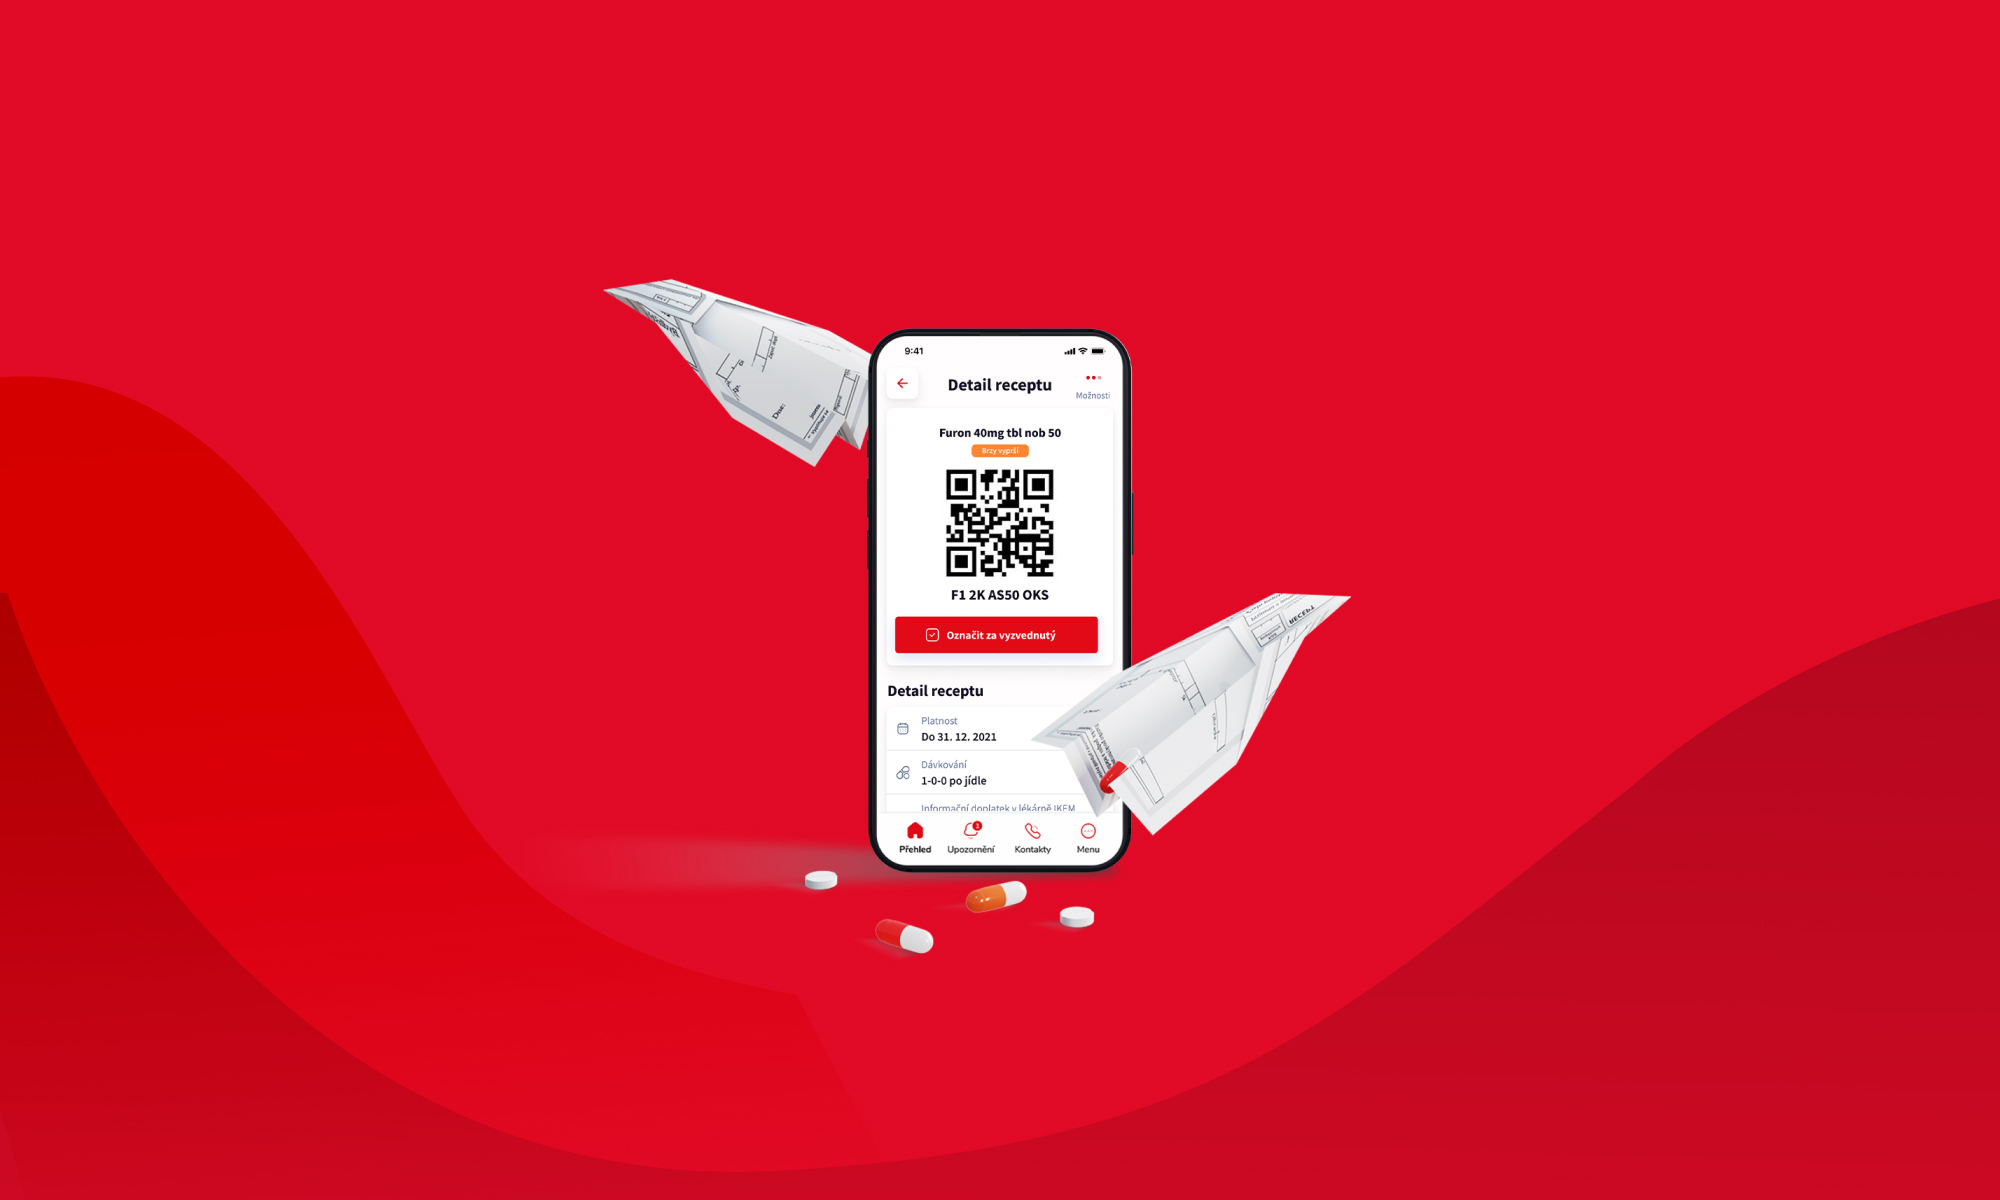 9:41
Detail receptu
Možnosti
Furon 40mg tbl nob 50
Brzy vyprší
F1 2K AS50 OKS
Označit za vyzvednutý
Detail receptu
Platnost
Do 31. 12. 2021
Dávkování
1-0-0 po jídle
Informační doplatek v lékárně IKEM
Přehled
Upozornění
Kontakty
Menu
RECEPT